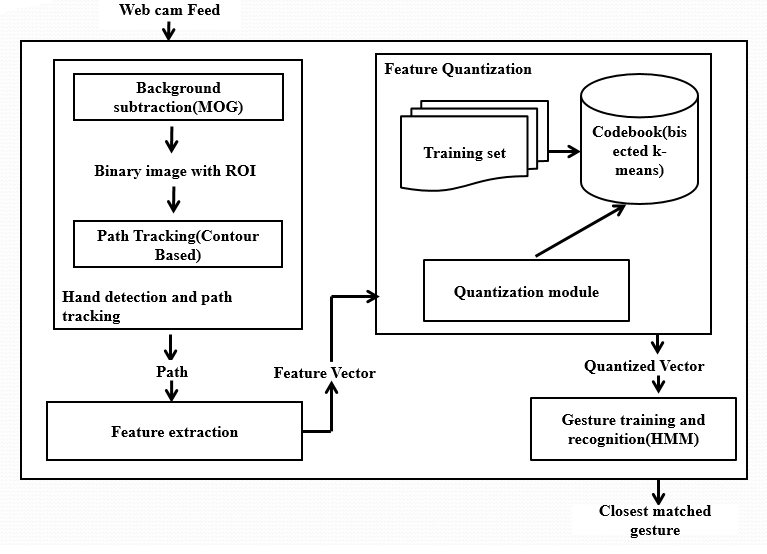 Web cam Feed
Background
subtraction(MOG)
Binary image with ROI
Path Tracking(Contour
Based)
Hand detection and path
tracking
Path
Feature extraction
Feature Vector
Feature Quantization
Training set
Codebook(bis
ected k-
means)
Quantization module
Quantized Vector
Gesture training and
recognition(HMM)
Closest matched
gesture